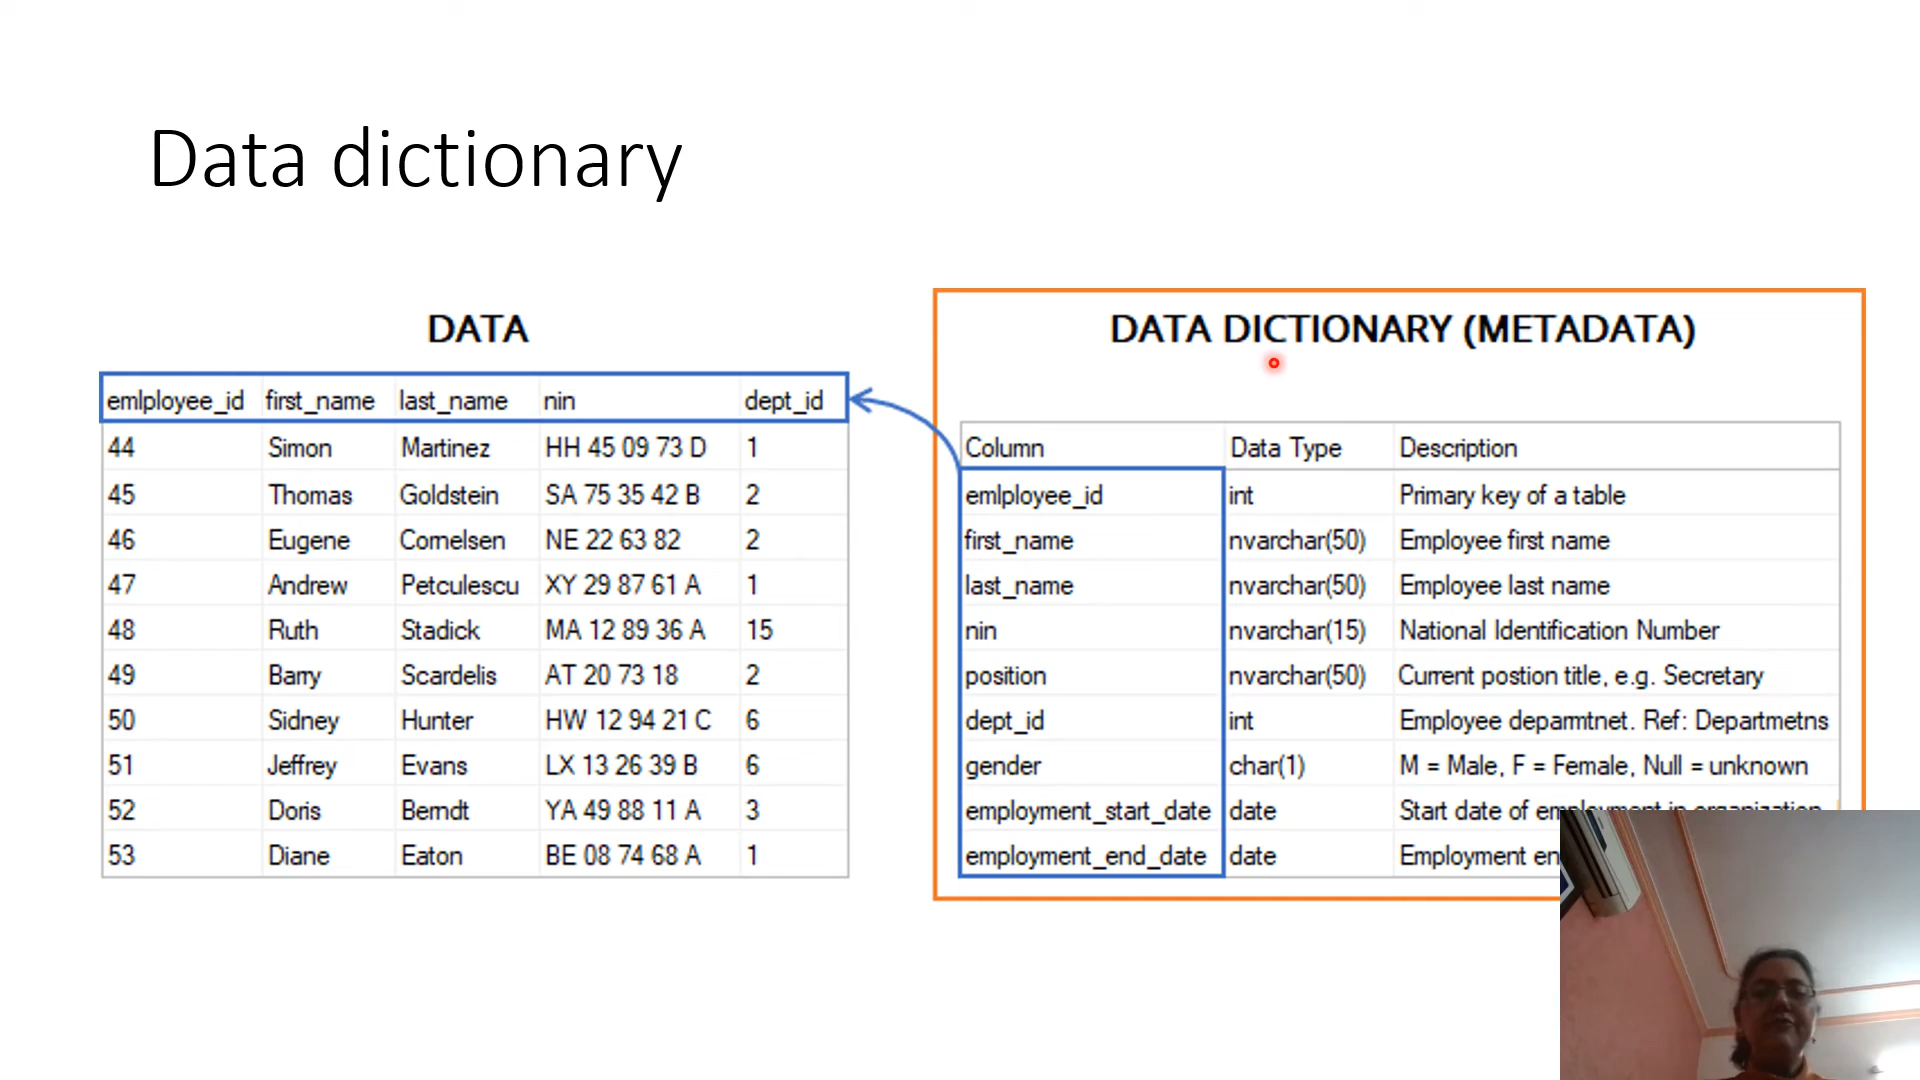 Data dictionary
DATA
emlployee_id first_name last_name nin dept_id
44 Simon Martinez HH 45 09 73 D 1
45 Thomas Goldstein SA 75 35 42 B 2
46 Eugene Cornelsen NE 22 63 82 2
47 Andrew Petculescu XY 29 87 61 A 1
48 Ruth Stadick MA 12 89 36 A 15
49 Barry Scardelis AT 20 73 18 2
50 Sidney Hunter HW 12 94 21 C 6
51 Jeffrey Evans LX 13 26 39 B 6
52 Doris Berndt YA 49 88 11 A 3
53 Diane Eaton BE 08 74 68 A 1
DATA DICTIONARY (METADATA)
Column Data Type Description
emlployee_id int Primary key of a table
first_name nvarchar(50) Employee first name
last_name nvarchar(50) Employee last name
nin nvarchar(15) National Identification Number
position nvarchar(50) Current postion title, e.g. Secretary
dept_id int Employee deparmtnet. Ref: Departmetns
gender char(1) M = Male, F = Female, Null = unknown
employment_start_date date Start date of employment in organization
employment_end_date date Employment en